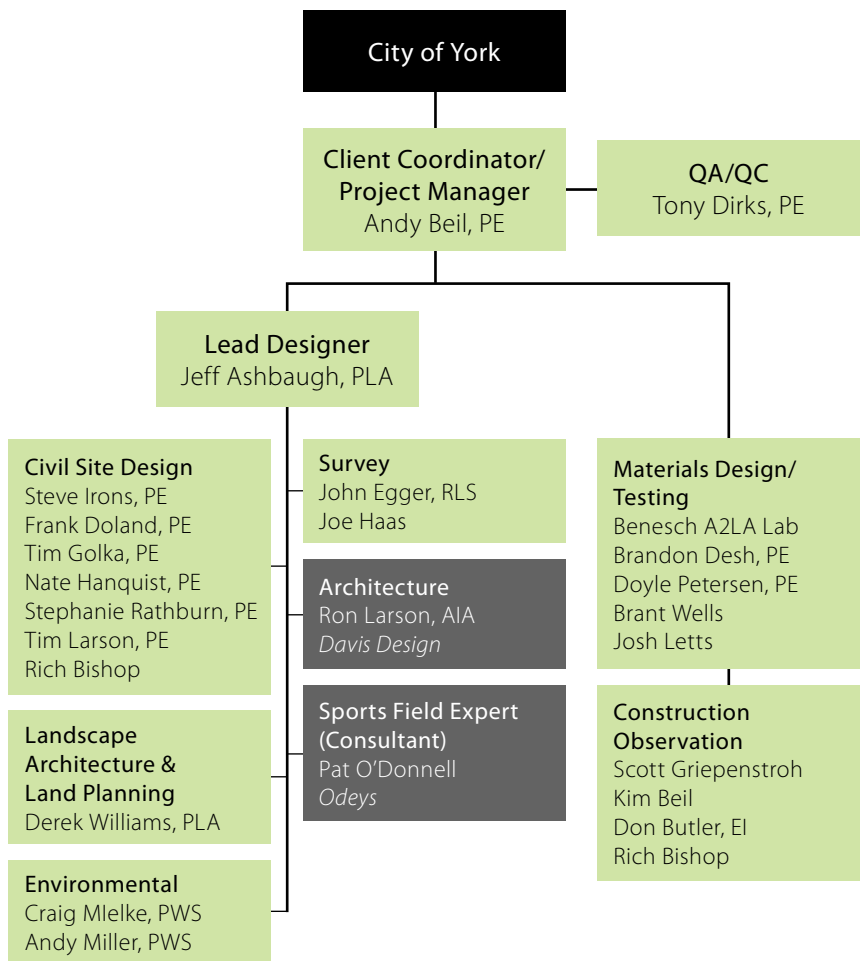 City of York
Client Coordinator/
Project Manager
Andy Beil, PE
QA/QC
Tony Dirks, PE
Lead Designer
Jeff Ashbaugh, PLA
Civil Site Design
Steve Irons, PE
Frank Doland, PE
Tim Golka, PE
Nate Hanquist, PE
Stephanie Rathburn, PE
Tim Larson, PE
Rich Bishop
Landscape
Architecture &
Land Planning
Derek Williams, PLA
Environmental
Craig MIelke, PWS
Andy Miller, PWS
Survey
John Egger, RLS
Joe Haas
Architecture
Ron Larson, AIA
Davis Design
Sports Field Expert
(Consultant)
Pat O’Donnell
Odeys
Materials Design/
Testing
Benesch A2LA Lab
Brandon Desh, PE
Doyle Petersen, PE
Brant Wells
Josh Letts
Construction
Observation
Scott Griepenstroh
Kim Beil
Don Butler, EI
Rich Bishop